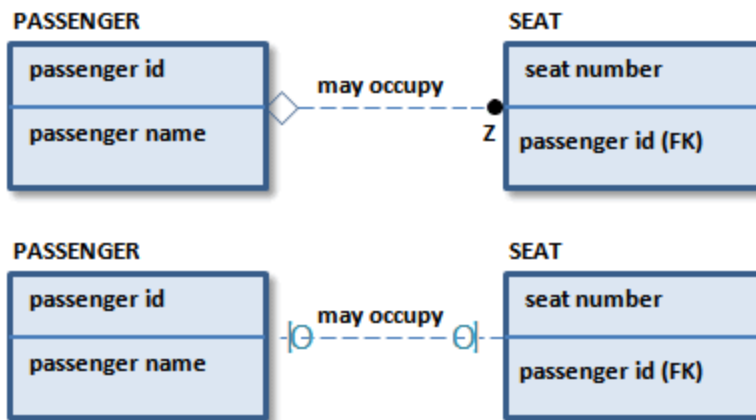 PASSENGER SEAT
passenger id may occupy seat number
passenger name Z passenger id (FK)
PASSENGER SEAT
passenger id may occupy seat number
passenger name passenger id (FK)